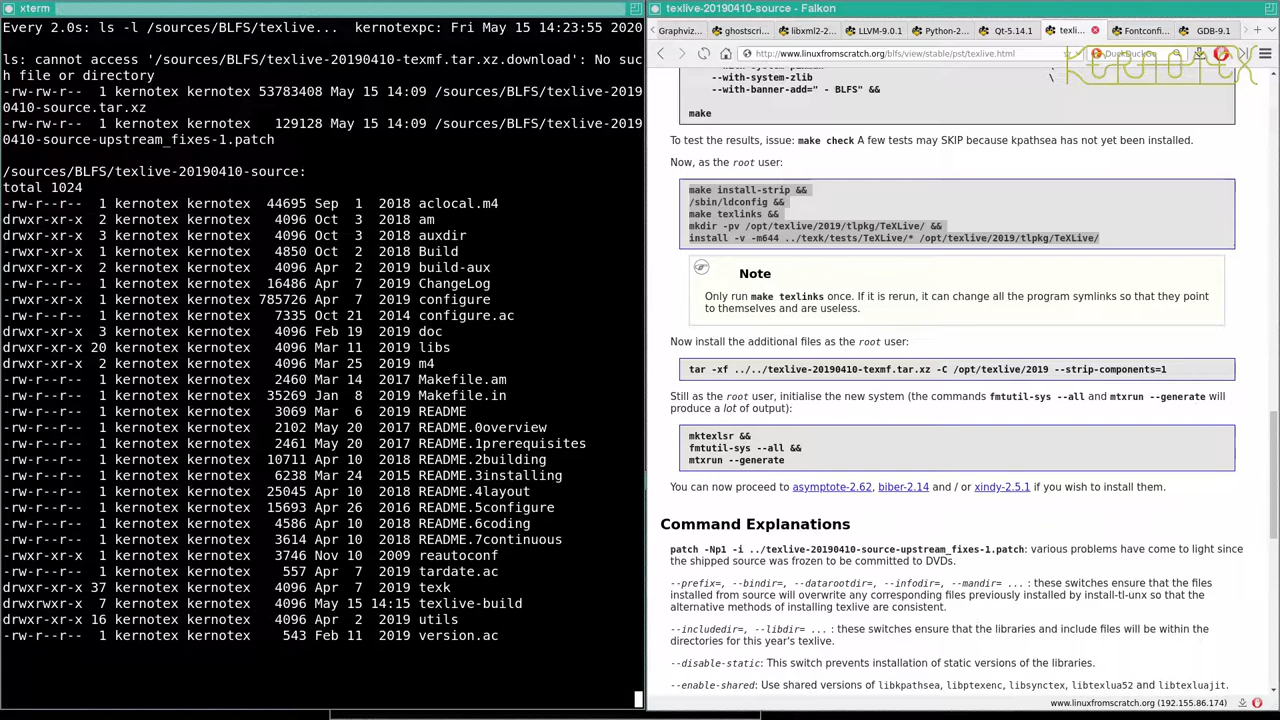 xterm
Every 2.0s: ls -l /sources/BLFS/texlive...  kernotexpc: Fri May 15 14:23:55 2020
ls: cannot access '/sources/BLFS/texlive-20190410-texmf.tar.xz.download': No suc
h file or directory
-rw-rw-r-- 1 kernotex kernotex 53783408 May 15 14:09 /sources/BLFS/texlive-2019
0410-source.tar.xz
-rw-rw-r-- 1 kernotex kernotex   129128 May 15 14:09 /sources/BLFS/texlive-2019
0410-source-upstream_fixes-1.patch
/sources/BLFS/texlive-20190410-source:
total 1024
-rw-r--r--  1 kernotex kernotex  44695 Sep  1  2018 aclocal.m4
drwxr-xr-x  2 kernotex kernotex   4096 Oct  3  2018 am
drwxr-xr-x  3 kernotex kernotex   4096 Oct  3  2018 auxdir
-rwxr-xr-x  1 kernotex kernotex   4850 Oct  2  2018 Build
drwxr-xr-x  2 kernotex kernotex   4096 Apr  2  2019 build-aux
-rw-r--r--  1 kernotex kernotex  16486 Apr  7  2019 ChangeLog
-rwxr-xr-x  1 kernotex kernotex 785726 Apr  7  2019 configure
-rw-r--r--  1 kernotex kernotex   7335 Oct 21  2014 configure.ac
drwxr-xr-x  3 kernotex kernotex   4096 Feb 19  2019 doc
drwxr-xr-x 20 kernotex kernotex   4096 Mar 11  2019 libs
drwxr-xr-x  2 kernotex kernotex   4096 Mar 25  2019 m4
-rw-r--r--  1 kernotex kernotex   2460 Mar 14  2017 Makefile.am
-rw-r--r--  1 kernotex kernotex  35269 Jan  8  2019 Makefile.in
-rw-r--r--  1 kernotex kernotex   3069 Mar  6  2019 README
-rw-r--r--  1 kernotex kernotex   2102 May 20  2017 README.0overview
-rw-r--r--  1 kernotex kernotex   2461 May 20  2017 README.1prerequisites
-rw-r--r--  1 kernotex kernotex  10711 Apr 10  2018 README.2building
-rw-r--r--  1 kernotex kernotex   6238 Mar 24  2015 README.3installing
-rw-r--r--  1 kernotex kernotex  25045 Apr 10  2018 README.4layout
-rw-r--r--  1 kernotex kernotex  15693 Apr 26  2016 README.5configure
-rw-r--r--  1 kernotex kernotex   4586 Apr 10  2018 README.6coding
-rw-r--r--  1 kernotex kernotex   3614 Apr 10  2018 README.7continuous
-rwxr-xr-x  1 kernotex kernotex   3746 Nov 10  2009 reautoconf
-rw-r--r--  1 kernotex kernotex    557 Apr  7  2019 tardate.ac
drwxr-xr-x 37 kernotex kernotex   4096 Apr  7  2019 texk
drwxrwxr-x  7 kernotex kernotex   4096 May 15 14:15 texlive-build
drwxr-xr-x 16 kernotex kernotex   4096 Apr  2  2019 utils
-rw-r--r--  1 kernotex kernotex    543 Feb 11  2019 version.ac
texlive-20190410-source - Falkon
Graphviz... ghostscri... libxml2-2... LLVM-9.0.1 Python-2... Qt-5.14.1 texli... Fontconfi... GDB-9.1
http://www.linuxfromscratch.org/blfs/view/stable/pst/texlive.html
KERNOTEX
--with-system-zlib \
--with-banner-add=" - BLFS" &&
make
To test the results, issue: make check A few tests may SKIP because kpathsea has not yet been installed.
Now, as the root user:
make install-strip &&
/sbin/ldconfig &&
make texlinks &&
mkdir -pv /opt/texlive/2019/tlpkg/TeXLive/ &&
install -v -m644 ../texk/tests/TeXLive/* /opt/texlive/2019/tlpkg/TeXLive/
Note
Only run make texlinks once. If it is rerun, it can change all the program symlinks so that they point
to themselves and are useless.
Now install the additional files as the root user:
tar -xf ../../texlive-20190410-texmf.tar.xz -C /opt/texlive/2019 --strip-components=1
Still as the root user, initialise the new system (the commands fmtutil-sys --all and mtxrun --generate will
produce a lot of output):
mktexlsr &&
fmtutil-sys --all &&
mtxrun --generate
You can now proceed to asymptote-2.62, biber-2.14 and / or xindy-2.5.1 if you wish to install them.
Command Explanations
patch -Np1 -i ../texlive-20190410-source-upstream_fixes-1.patch: various problems have come to light since
the shipped source was frozen to be committed to DVDs.
--prefix=, --bindir=, --datarootdir=, --infodir=, --mandir= ... : these switches ensure that the files
installed from source will overwrite any corresponding files previously installed by install-tl-unx so that the
alternative methods of installing texlive are consistent.
--includedir=, --libdir= ... : these switches ensure that the libraries and include files will be within the
directories for this year's texlive.
--disable-static: This switch prevents installation of static versions of the libraries.
--enable-shared: Use shared versions of libkpathsea, libptexenc, libsynctex, libtexlua52 and libtexluajit.
www.linuxfromscratch.org (192.155.86.174)